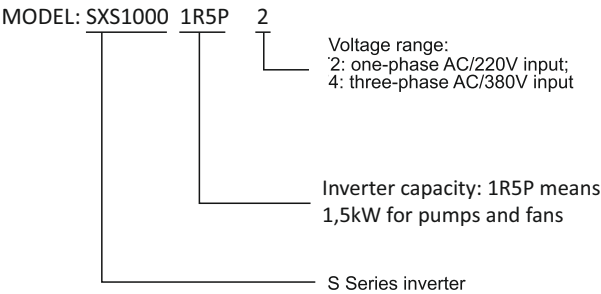 MODEL: SXS1000 1R5P 2
Voltage range:
2: one-phase AC/220V input;
4: three-phase AC/380V input
Inverter capacity: 1R5P means
1,5kW for pumps and fans
S Series inverter